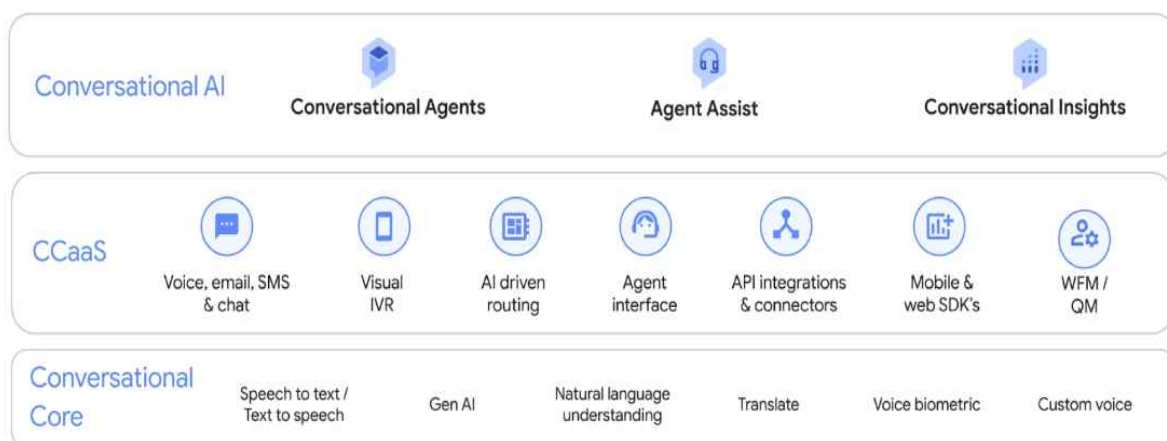 Conversational AI
Conversational Agents
Agent Assist
Conversational Insights
CCaaS
Voice, email, SMS
& chat
Visual
IVR
AI driven
routing
Agent
interface
API integrations
& connectors
Mobile &
web SDK's
WFM /
QM
Conversational
Core
Speech to text /
Text to speech
Gen AI
Natural language
understanding
Translate
Voice biometric
Custom voice